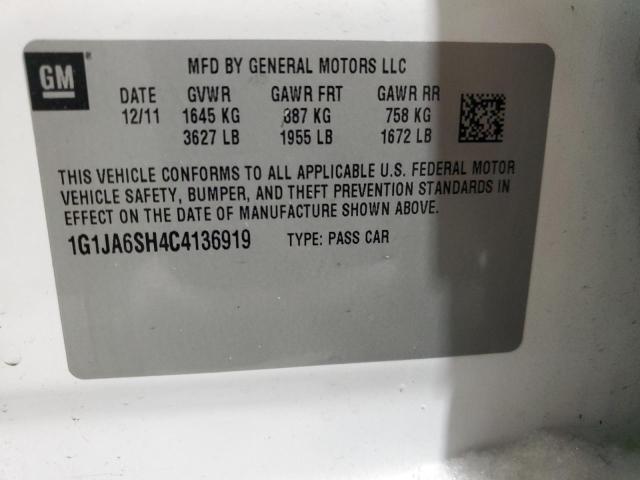 GM
MFD BY GENERAL MOTORS LLC
DATE GVWR GAWR FRT GAWR RR
12/11 1645 KG 887 KG 758 KG
3627 LB 1955 LB 1672 LB
THIS VEHICLE CONFORMS TO ALL APPLICABLE U.S. FEDERAL MOTOR
VEHICLE SAFETY, BUMPER, AND THEFT PREVENTION STANDARDS IN
EFFECT ON THE DATE OF MANUFACTURE SHOWN ABOVE.
1G1JA6SH4C4136919 TYPE: PASS CAR